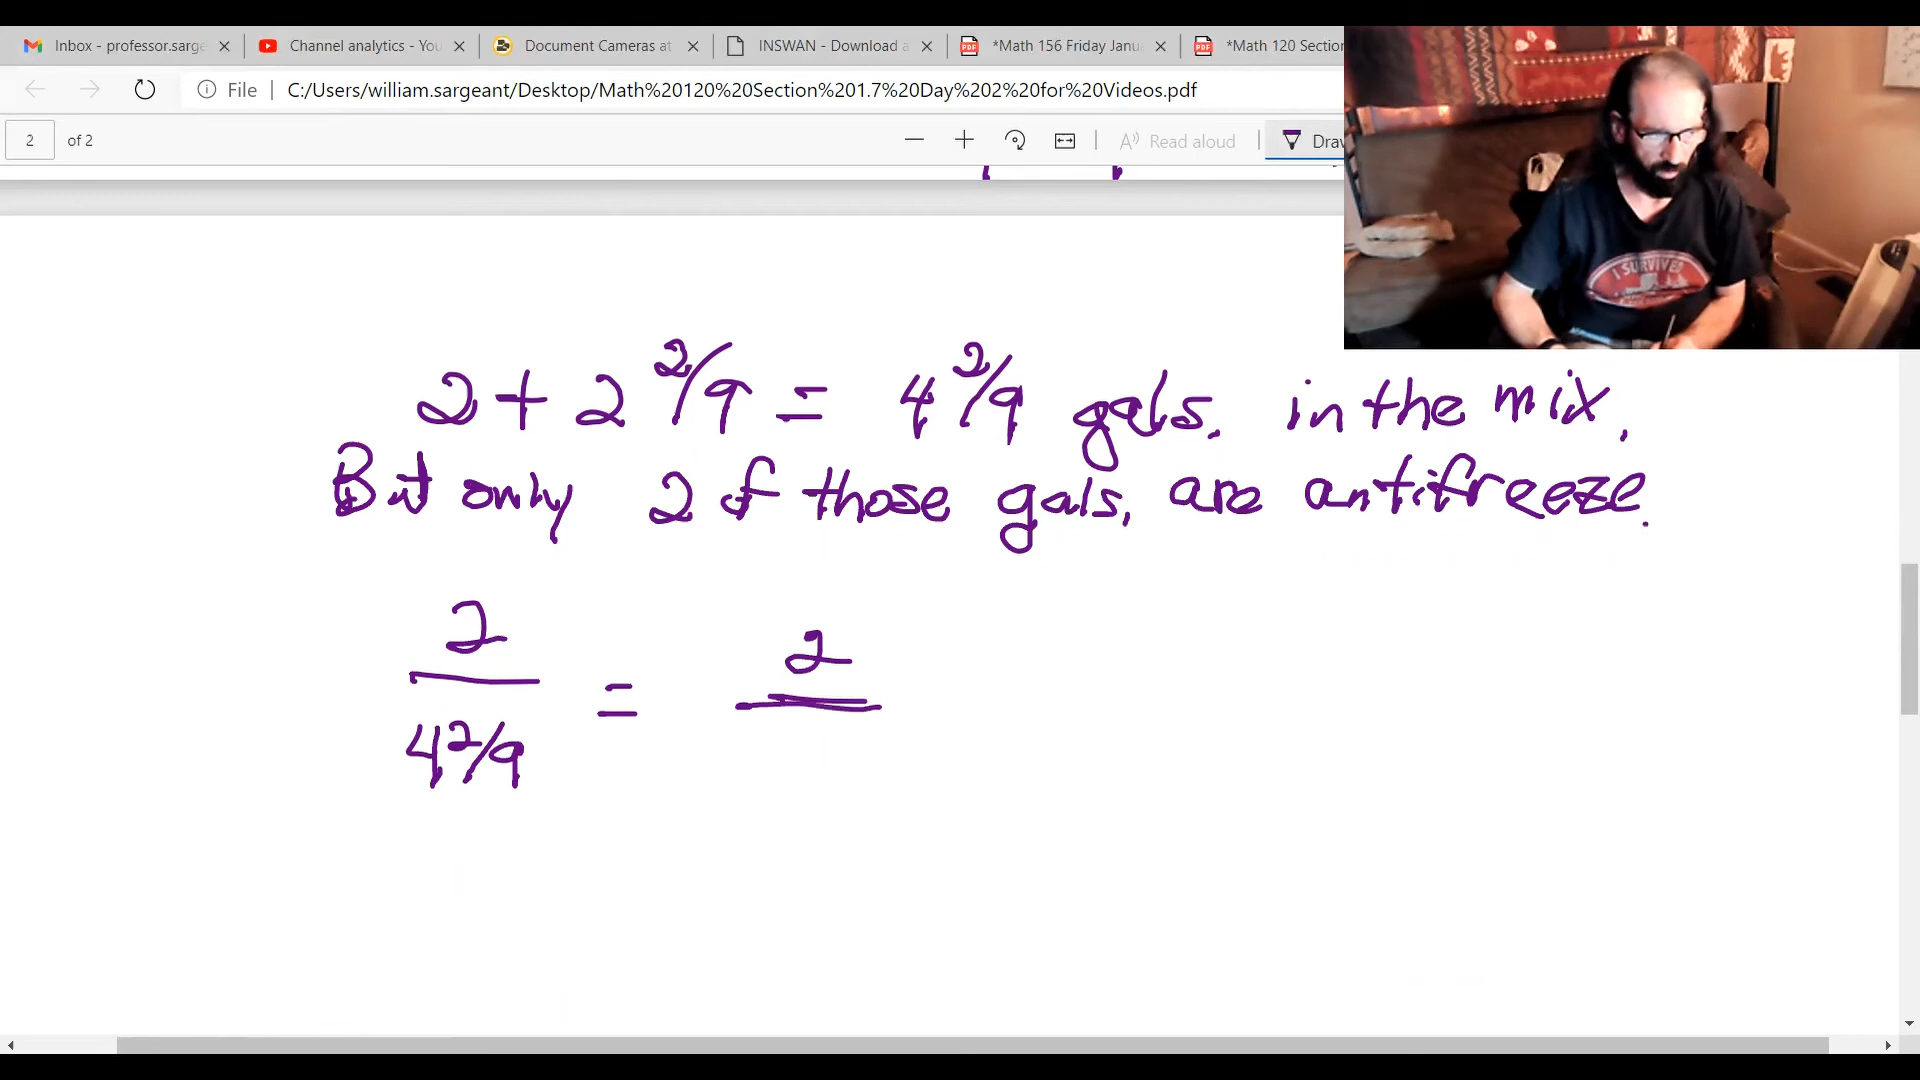 Inbox - professor.sarge
Channel analytics - You
Document Cameras at
INSWAN - Download a
*Math 156 Friday Janu
*Math 120 Section
File
C:/Users/william.sargeant/Desktop/Math%20120%20Section%201.7%20Day%202%20for%20Videos.pdf
2 of 2
Read aloud
Draw
I SURVIVED
2 + 2 2/9 = 4 2/9 gals. in the mix.
But only 2 of those gals. are antifreeze.
2 / 4 2/9 = 2